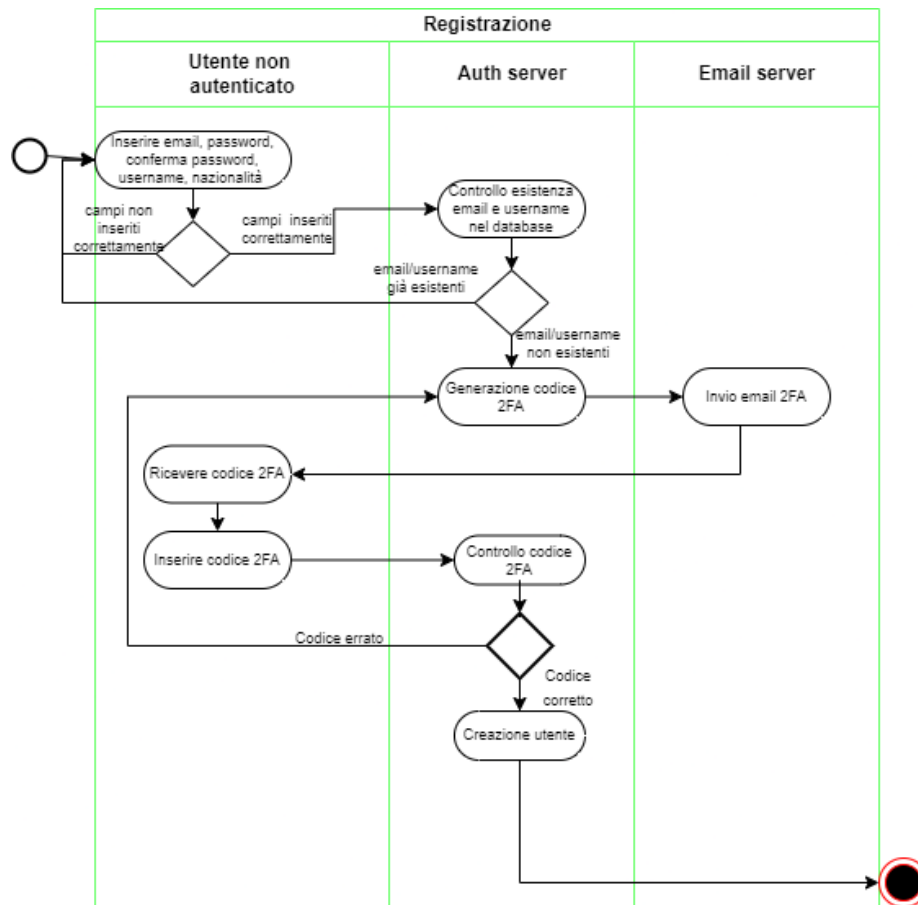 Registrazione
Utente non
autenticato
Auth server
Email server
Inserire email, password,
conferma password,
username, nazionalità
campi non
inseriti
correttamente
campi  inseriti
correttamente
Controllo esistenza
email e username
nel database
email/username
già esistenti
email/username
non esistenti
Generazione codice
2FA
Invio email 2FA
Ricevere codice 2FA
Inserire codice 2FA
Controllo codice
2FA
Codice errato
Codice
corretto
Creazione utente